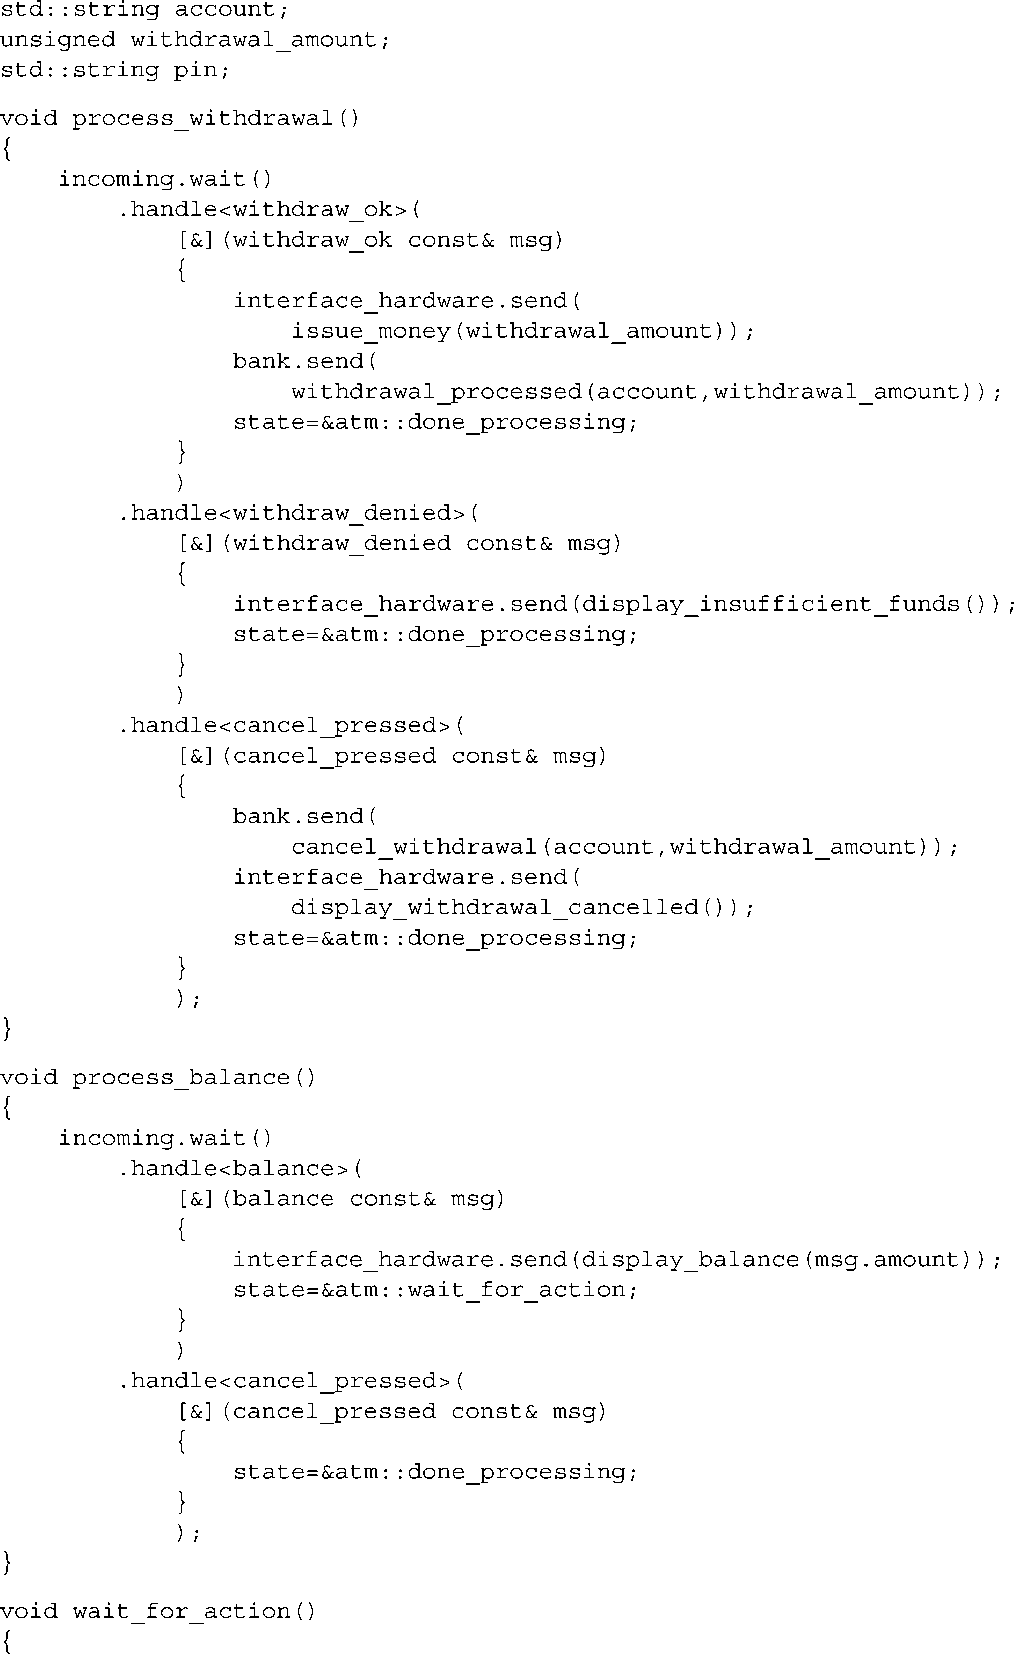 std::string account;
unsigned withdrawal_amount;
std::string pin;
void process_withdrawal()
{
    incoming.wait()
        .handle<withdraw_ok>(
            [&](withdraw_ok const& msg)
            {
                interface_hardware.send(
                    issue_money(withdrawal_amount));
                bank.send(
                    withdrawal_processed(account,withdrawal_amount));
                state=&atm::done_processing;
            }
            )
        .handle<withdraw_denied>(
            [&](withdraw_denied const& msg)
            {
                interface_hardware.send(display_insufficient_funds());
                state=&atm::done_processing;
            }
            )
        .handle<cancel_pressed>(
            [&](cancel_pressed const& msg)
            {
                bank.send(
                    cancel_withdrawal(account,withdrawal_amount));
                interface_hardware.send(
                    display_withdrawal_cancelled());
                state=&atm::done_processing;
            }
            );
}
void process_balance()
{
    incoming.wait()
        .handle<balance>(
            [&](balance const& msg)
            {
                interface_hardware.send(display_balance(msg.amount));
                state=&atm::wait_for_action;
            }
            )
        .handle<cancel_pressed>(
            [&](cancel_pressed const& msg)
            {
                state=&atm::done_processing;
            }
            );
}
void wait_for_action()
{